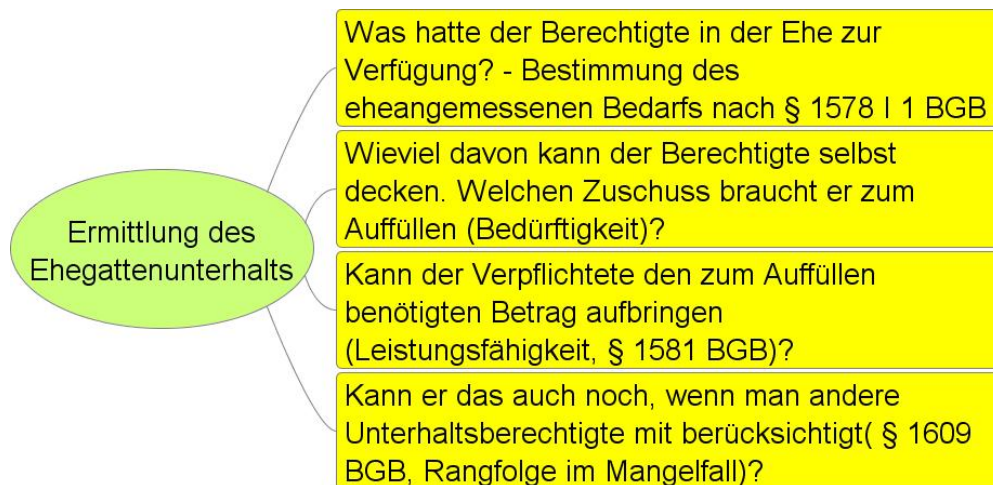 Ermittlung des
Ehegattenunterhalts
Was hatte der Berechtigte in der Ehe zur
Verfügung? - Bestimmung des
eheangemessenen Bedarfs nach § 1578 I 1 BGB
Wieviel davon kann der Berechtigte selbst
decken. Welchen Zuschuss braucht er zum
Auffüllen (Bedürftigkeit)?
Kann der Verpflichtete den zum Auffüllen
benötigten Betrag aufbringen
(Leistungsfähigkeit, § 1581 BGB)?
Kann er das auch noch, wenn man andere
Unterhaltsberechtigte mit berücksichtigt( § 1609
BGB, Rangfolge im Mangelfall)?